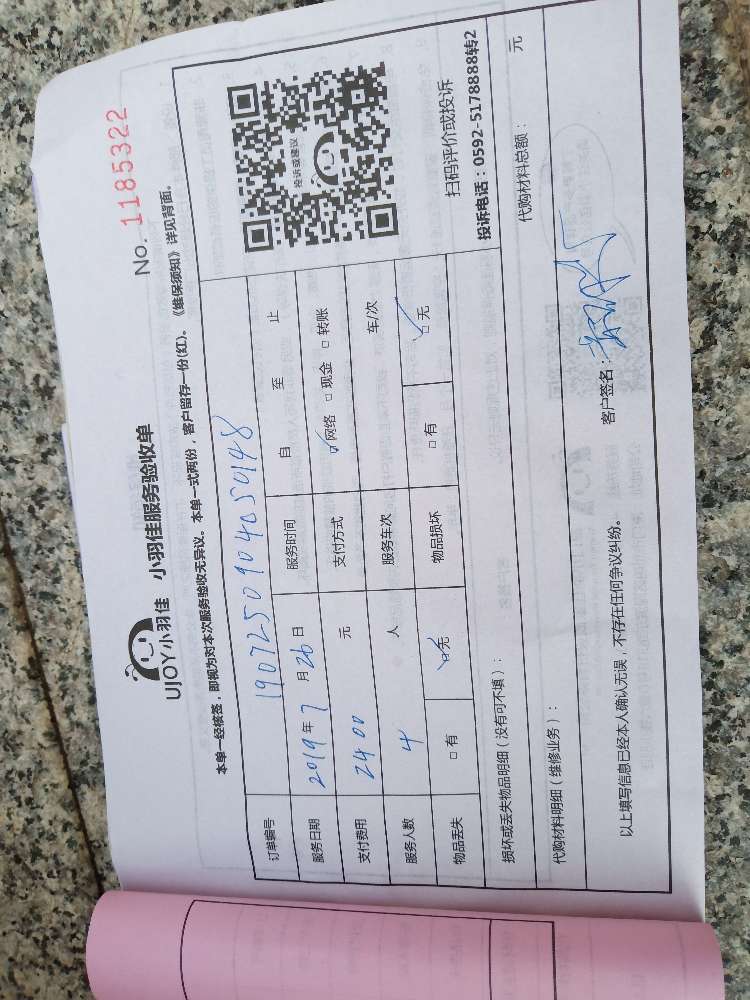 UJOY小羽佳 小羽佳服务验收单
No. 1185322
本单一经核签，即视为对本次服务验收无异议。本单一式两份，客户留存一份(红)。《维保须知》详见背面。
订单编号 190725090404050148
服务日期 2019年7月26日 服务时间 自 至 止
支付费用 2400 元 支付方式 ☑网络 □现金 □转账
服务人数 4 人 服务车次 车/次
物品丢失 □有 ☑无 物品损坏 □有 ☑无
投诉或建议
扫码评价或投诉
投诉电话：0592-5178888转2
损坏或丢失物品明细（没有可不填）：
代购材料明细（维修业务）： 代购材料总额： 元
以上填写信息已经本人确认无误，不存在任何争议纠纷。 客户签名：